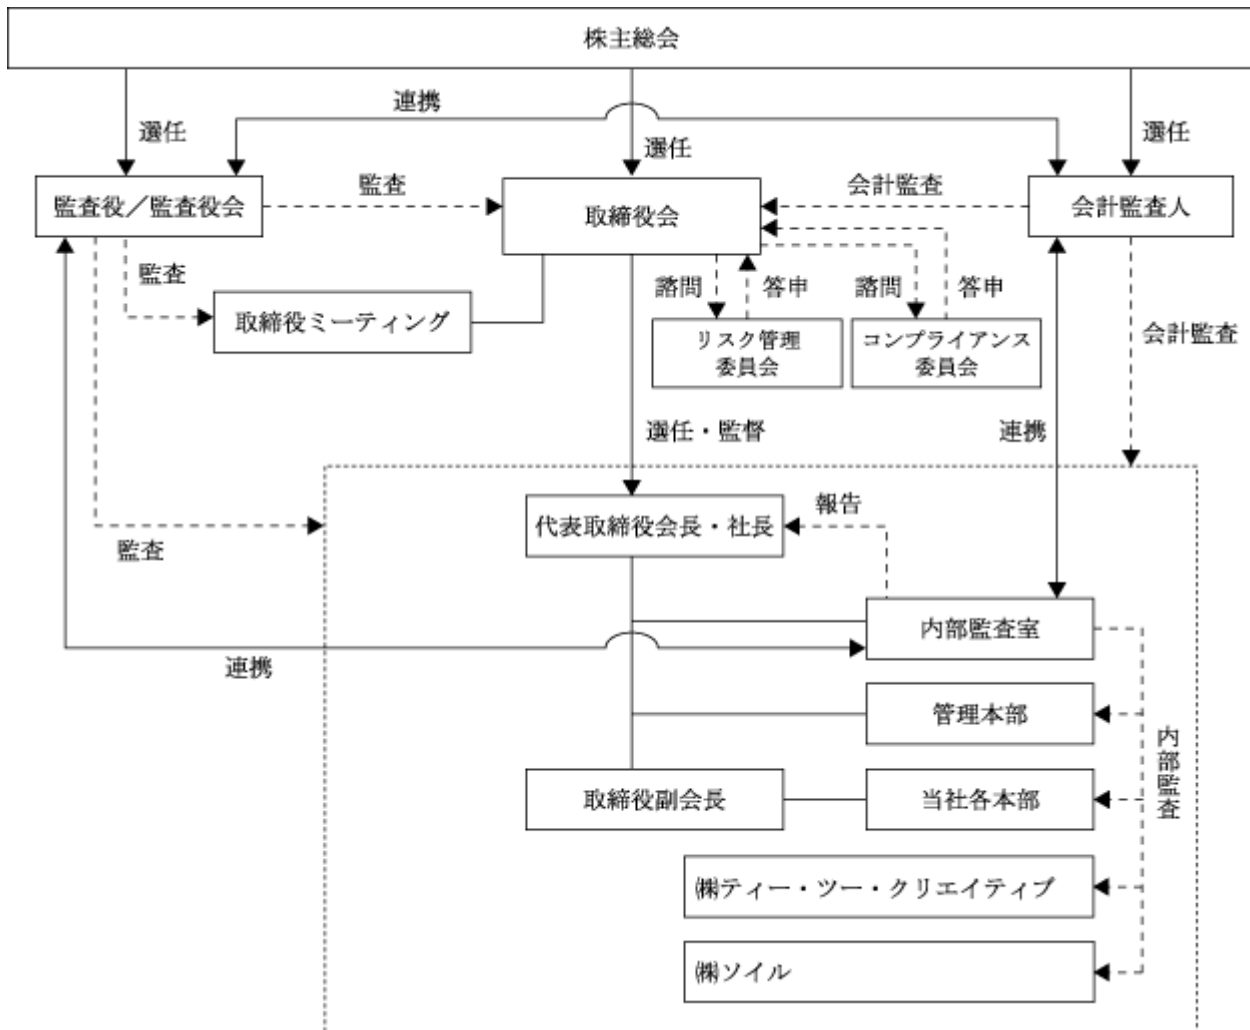 株主総会
連携
選任
選任
選任
監査役／監査役会
監査
取締役会
会計監査
会計監査人
監査
取締役ミーティング
諮問
答申
諮問
答申
リスク管理
委員会
コンプライアンス
委員会
会計監査
選任・監督
連携
代表取締役会長・社長
報告
監査
内部監査室
連携
管理本部
内部監査
取締役副会長
当社各本部
㈱ティー・ツー・クリエイティブ
㈱ソイル